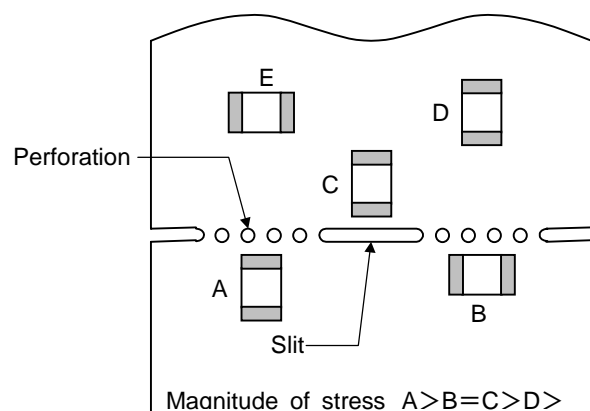 E
D
Perforation
C
A
B
Slit
Magnitude of stress A＞B＝C＞D＞